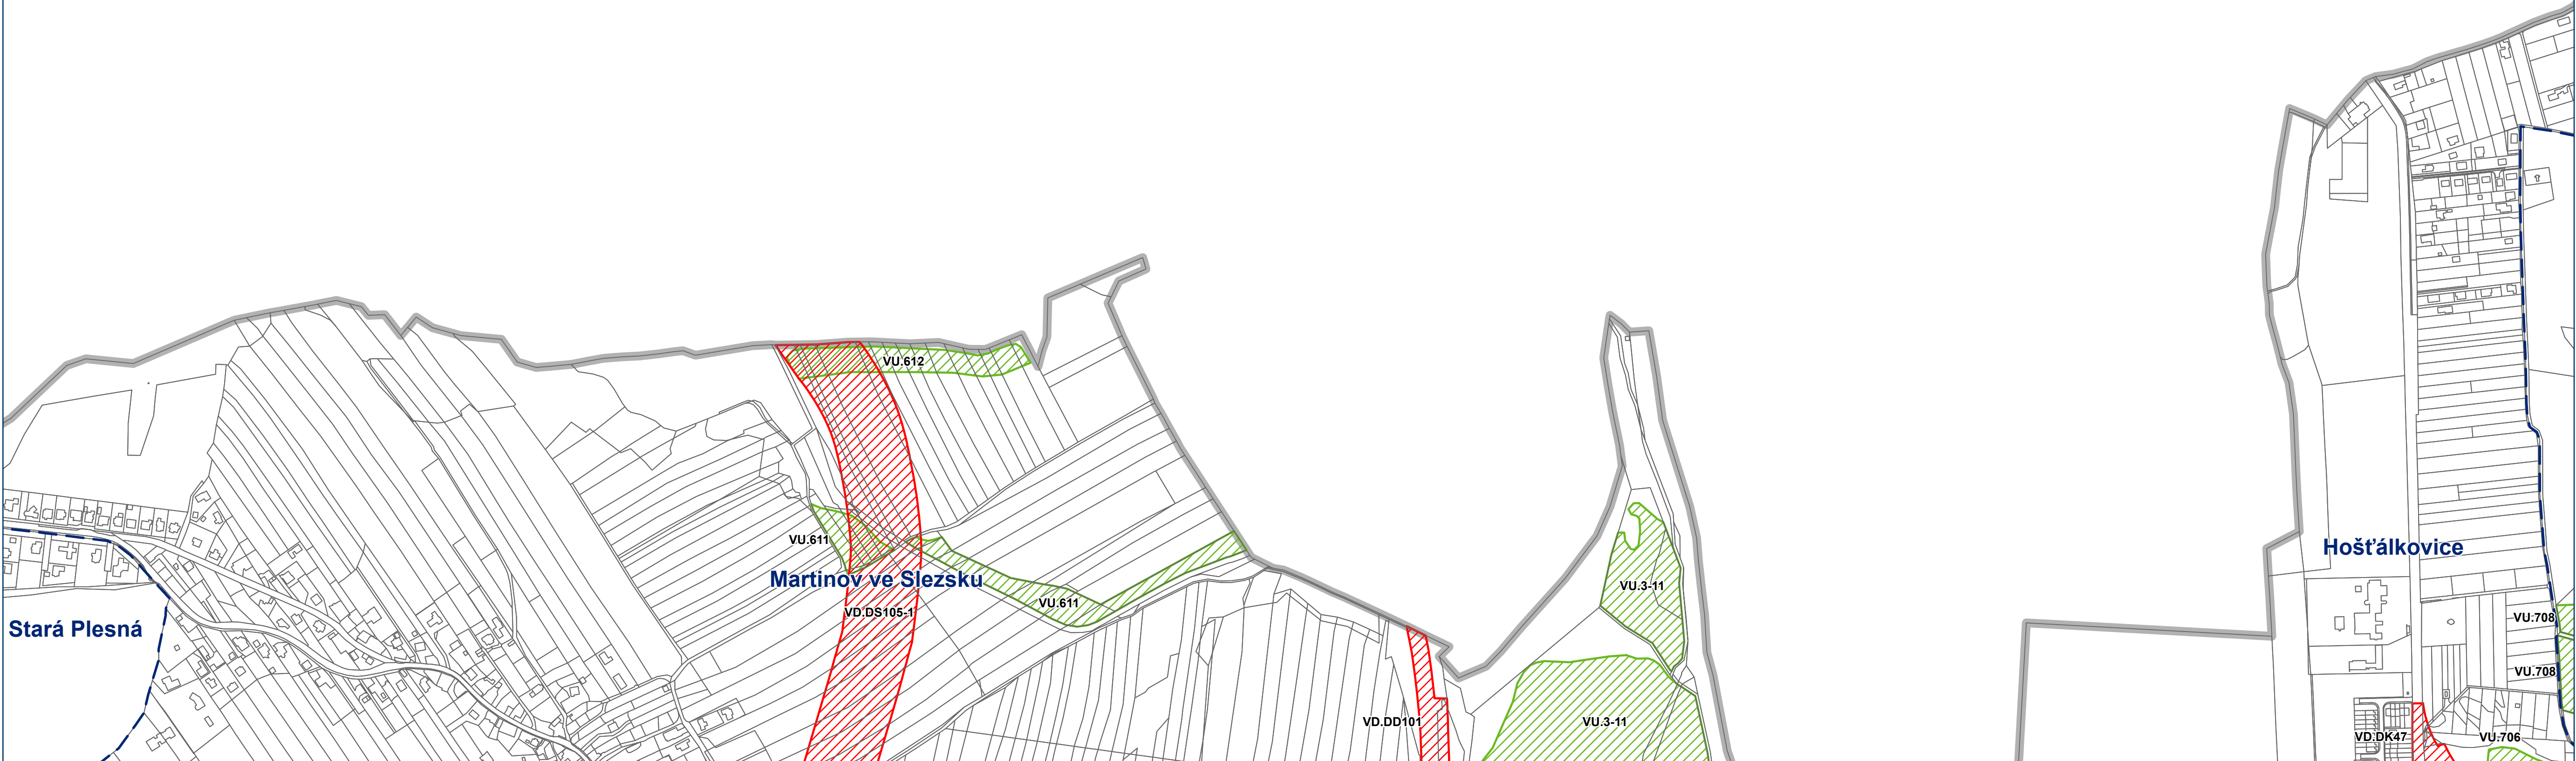 VU.612
VU.611
Hošťálkovice
Martinov ve Slezsku
VU.3-11
VU.611
VD.DS105-1
VU.708
Stará Plesná
VU.708
VD.DD101
VU.3-11
VD.DK47
VU.706